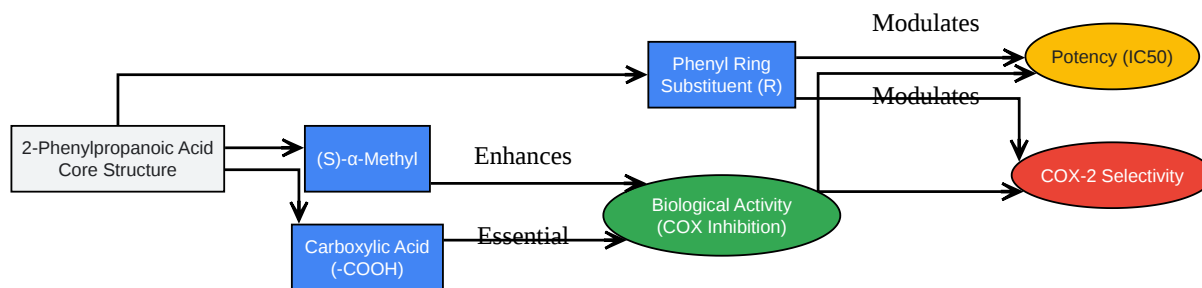 Modulates
Phenyl Ring
Substituent (R)
Potency (IC50)
Modulates
2-Phenylpropanoic Acid
Core Structure
(S)-α-Methyl
Enhances
COX-2 Selectivity
Biological Activity
(COX Inhibition)
Carboxylic Acid
(-COOH)
Essential